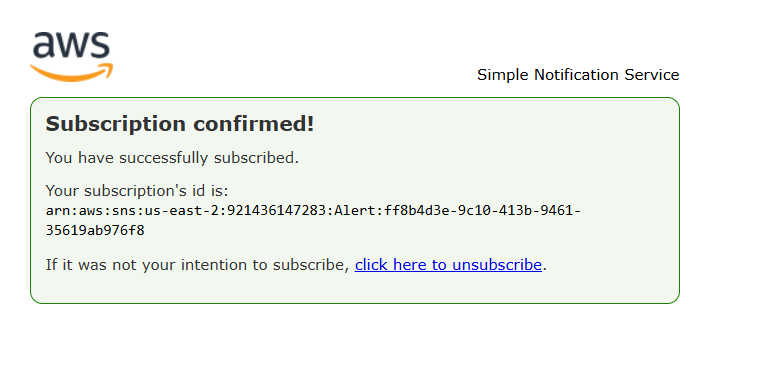 aws
Simple Notification Service
Subscription confirmed!
You have successfully subscribed.
Your subscription's id is:
arn:aws:sns:us-east-2:921436147283:Alert:ff8b4d3e-9c10-413b-9461-
35619ab976f8
If it was not your intention to subscribe, click here to unsubscribe.